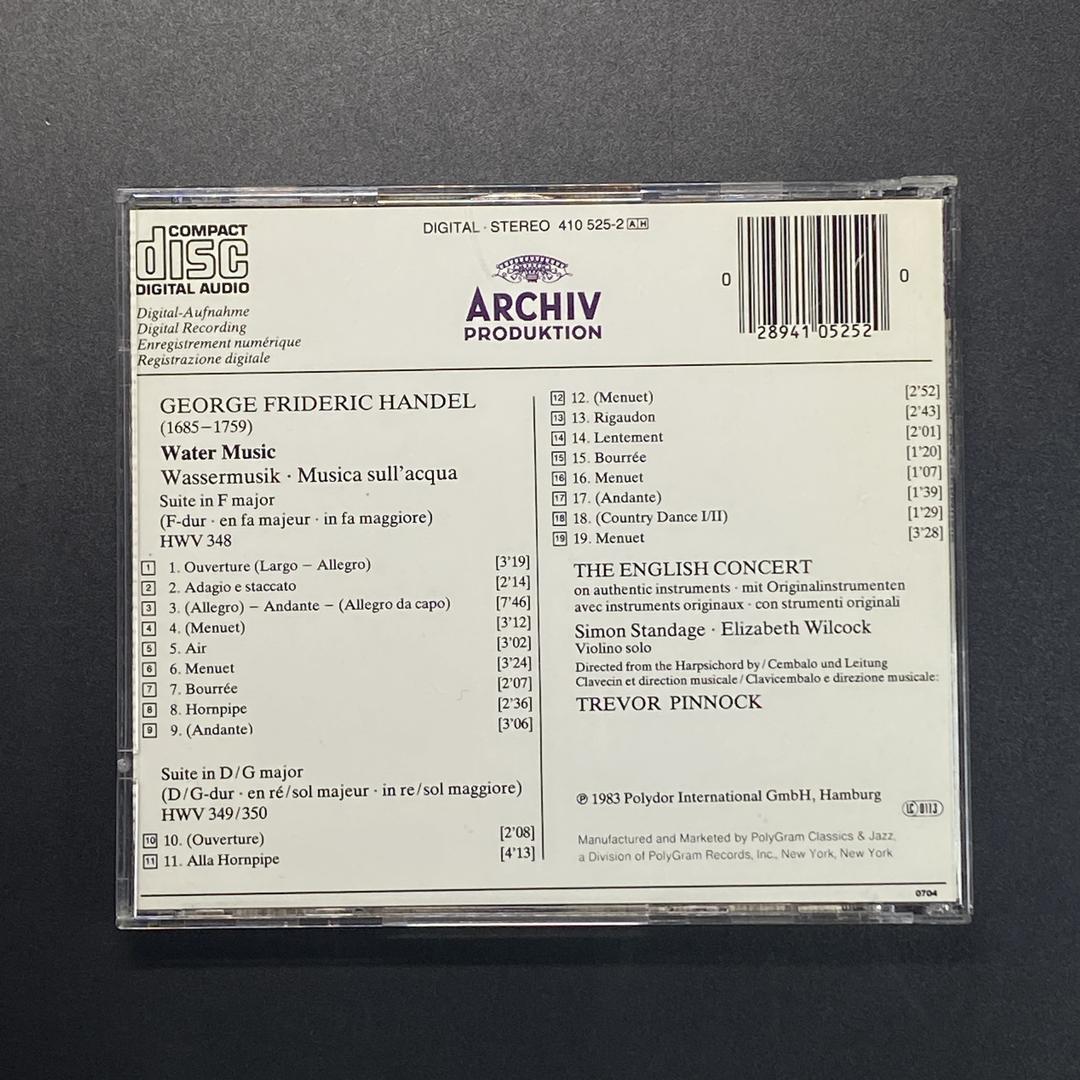 COMPACT
disc
DIGITAL AUDIO
Digital-Aufnahme
Digital Recording
Enregistrement numérique
Registrazione digitale
DIGITAL · STEREO 410 525-2 AH
ARCHIV
PRODUKTION
0 28941 05252 0
GEORGE FRIDERIC HANDEL
(1685–1759)
Water Music
Wassermusik · Musica sull'acqua
Suite in F major
(F-dur · en fa majeur · in fa maggiore)
HWV 348
1 1. Ouverture (Largo – Allegro) [3'19]
2 2. Adagio e staccato [2'14]
3 3. (Allegro) – Andante – (Allegro da capo) [7'46]
4 4. (Menuet) [3'12]
5 5. Air [3'02]
6 6. Menuet [3'24]
7 7. Bourrée [2'07]
8 8. Hornpipe [2'36]
9 9. (Andante) [3'06]
Suite in D/G major
(D/G-dur · en ré/sol majeur · in re/sol maggiore)
HWV 349/350
10 10. (Ouverture) [2'08]
11 11. Alla Hornpipe [4'13]
12 12. (Menuet) [2'52]
13 13. Rigaudon [2'43]
14 14. Lentement [2'01]
15 15. Bourrée [1'20]
16 16. Menuet [1'07]
17 17. (Andante) [1'39]
18 18. (Country Dance I/II) [1'29]
19 19. Menuet [3'28]
THE ENGLISH CONCERT
on authentic instruments · mit Originalinstrumenten
avec instruments originaux · con strumenti originali
Simon Standage · Elizabeth Wilcock
Violino solo
Directed from the Harpsichord by / Cembalo und Leitung
Clavecin et direction musicale / Clavicembalo e direzione musicale:
TREVOR PINNOCK
℗ 1983 Polydor International GmbH, Hamburg
LC 0113
Manufactured and Marketed by PolyGram Classics & Jazz,
a Division of PolyGram Records, Inc., New York, New York
0704